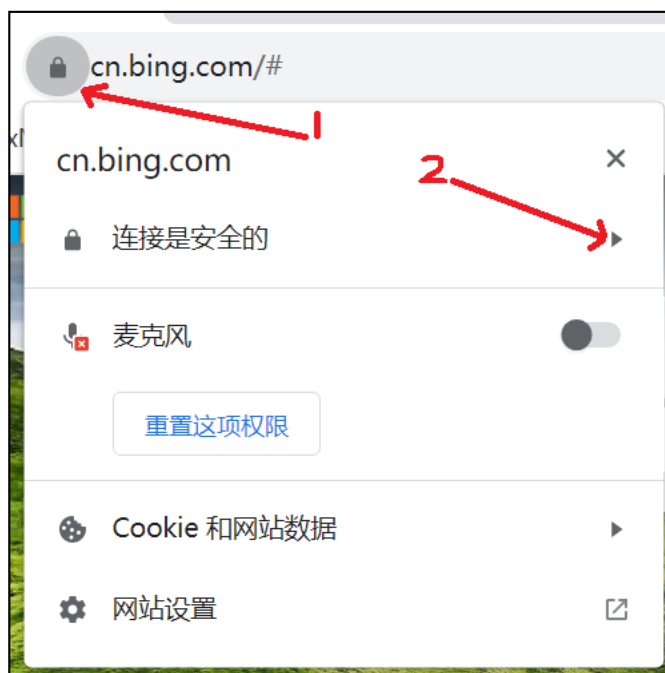 cn.bing.com/#
1
cn.bing.com
2
连接是安全的
麦克风
重置这项权限
Cookie 和网站数据
网站设置